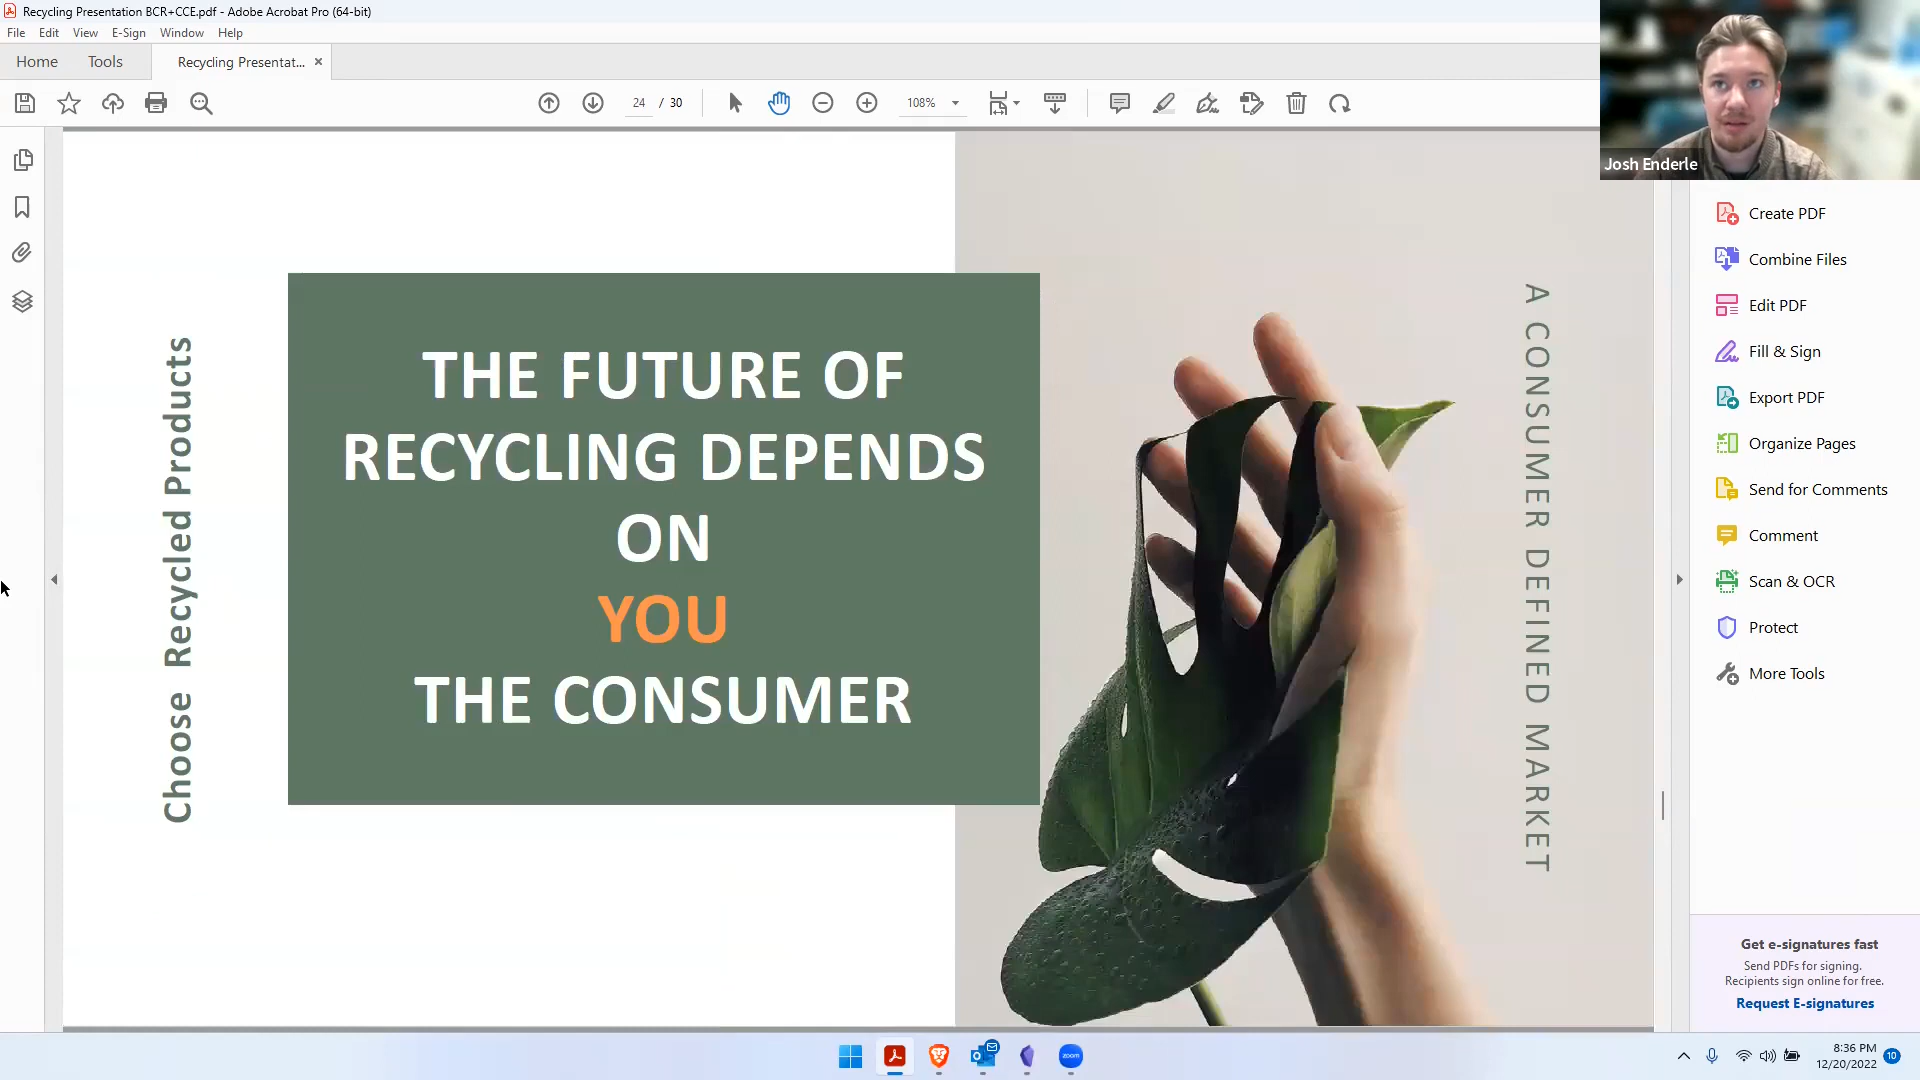 Recycling Presentation BCR+CCE.pdf - Adobe Acrobat Pro (64-bit)
File Edit View E-Sign Window Help
Home Tools Recycling Presentat... ×
24 / 30 108%
Josh Enderle
Choose Recycled Products
THE FUTURE OF
RECYCLING DEPENDS
ON
YOU
THE CONSUMER
A CONSUMER DEFINED MARKET
Create PDF
Combine Files
Edit PDF
Fill & Sign
Export PDF
Organize Pages
Send for Comments
Comment
Scan & OCR
Protect
More Tools
Get e-signatures fast
Send PDFs for signing.
Recipients sign online for free.
Request E-signatures
zoom
8:36 PM
12/20/2022
10